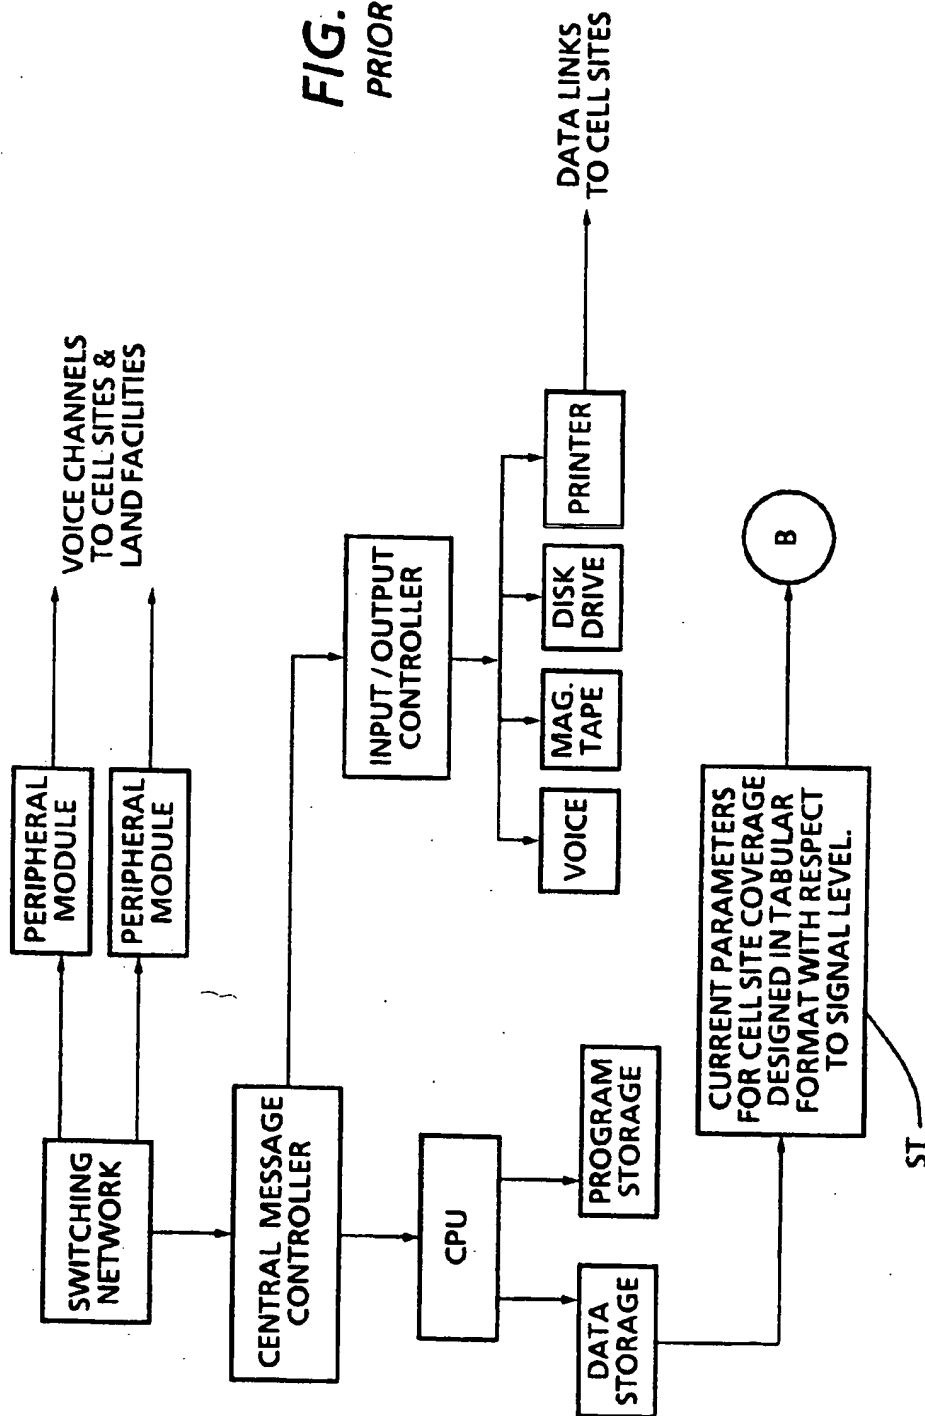 FIG.
PRIOR
VOICE CHANNELS
TO CELL SITES &
LAND FACILITIES
PERIPHERAL
MODULE
PERIPHERAL
MODULE
SWITCHING
NETWORK
CENTRAL MESSAGE
CONTROLLER
INPUT / OUTPUT
CONTROLLER
DATA LINKS
TO CELL SITES
CPU
VOICE
MAG.
TAPE
DISK
DRIVE
PRINTER
DATA
STORAGE
PROGRAM
STORAGE
CURRENT PARAMETERS
FOR CELL SITE COVERAGE
DESIGNED IN TABULAR
FORMAT WITH RESPECT
TO SIGNAL LEVEL.
B
ST